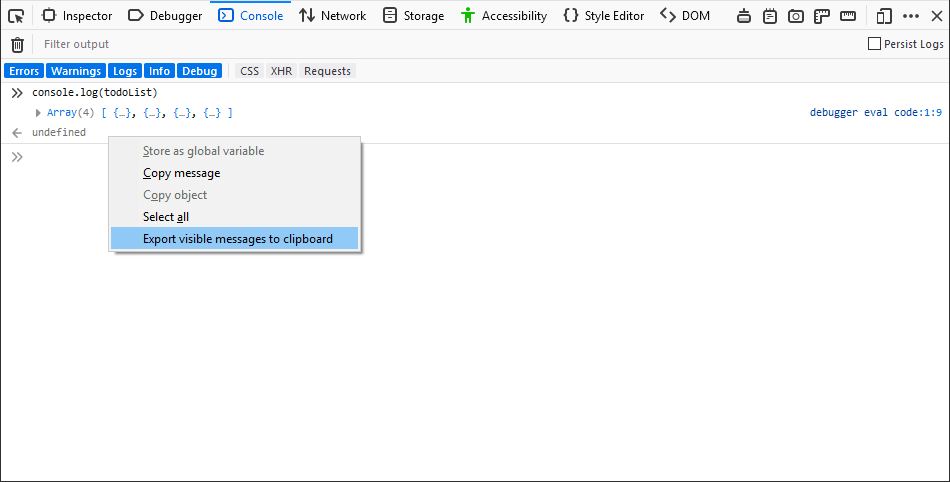 Inspector Debugger Console Network Storage Accessibility Style Editor DOM
Filter output Persist Logs
Errors Warnings Logs Info Debug CSS XHR Requests
console.log(todoList)
Array(4) [ {…}, {…}, {…}, {…} ] debugger eval code:1:9
undefined
Store as global variable
Copy message
Copy object
Select all
Export visible messages to clipboard